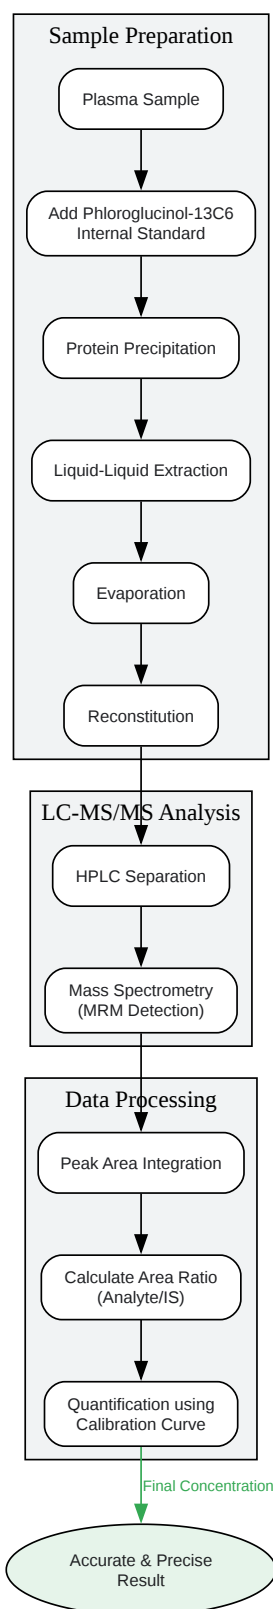 Sample Preparation
Plasma Sample
Add Phloroglucinol-13C6
Internal Standard
Protein Precipitation
Liquid-Liquid Extraction
Evaporation
Reconstitution
LC-MS/MS Analysis
HPLC Separation
Mass Spectrometry
(MRM Detection)
Data Processing
Peak Area Integration
Calculate Area Ratio
(Analyte/IS)
Quantification using
Calibration Curve
Final Concentration
Accurate & Precise
Result